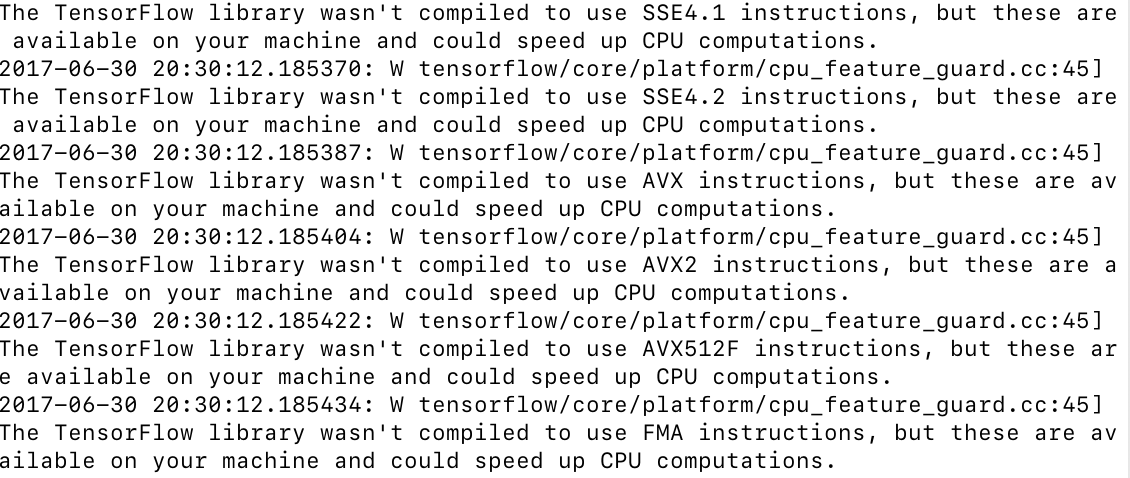 The TensorFlow library wasn't compiled to use SSE4.1 instructions, but these are
 available on your machine and could speed up CPU computations.
2017-06-30 20:30:12.185370: W tensorflow/core/platform/cpu_feature_guard.cc:45]
The TensorFlow library wasn't compiled to use SSE4.2 instructions, but these are
 available on your machine and could speed up CPU computations.
2017-06-30 20:30:12.185387: W tensorflow/core/platform/cpu_feature_guard.cc:45]
The TensorFlow library wasn't compiled to use AVX instructions, but these are av
ailable on your machine and could speed up CPU computations.
2017-06-30 20:30:12.185404: W tensorflow/core/platform/cpu_feature_guard.cc:45]
The TensorFlow library wasn't compiled to use AVX2 instructions, but these are a
vailable on your machine and could speed up CPU computations.
2017-06-30 20:30:12.185422: W tensorflow/core/platform/cpu_feature_guard.cc:45]
The TensorFlow library wasn't compiled to use AVX512F instructions, but these ar
e available on your machine and could speed up CPU computations.
2017-06-30 20:30:12.185434: W tensorflow/core/platform/cpu_feature_guard.cc:45]
The TensorFlow library wasn't compiled to use FMA instructions, but these are av
ailable on your machine and could speed up CPU computations.